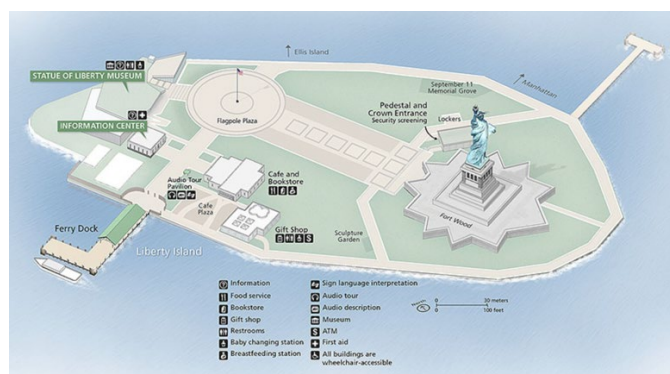 Ellis Island
Manhattan
STATUE OF LIBERTY MUSEUM
September 11
Memorial Grove
Pedestal and
Crown Entrance
Security screening
Lockers
INFORMATION CENTER
Flagpole Plaza
Audio Tour
Pavilion
Cafe and
Bookstore
Cafe
Plaza
Fort Wood
Ferry Dock
Gift Shop
$
Sculpture
Garden
Liberty Island
Information
Food service
Bookstore
Gift shop
Restrooms
Baby changing station
Breastfeeding station
Sign language interpretation
Audio tour
Audio description
Museum
$ ATM
First aid
All buildings are
wheelchair-accessible
0 30 meters
0 100 feet